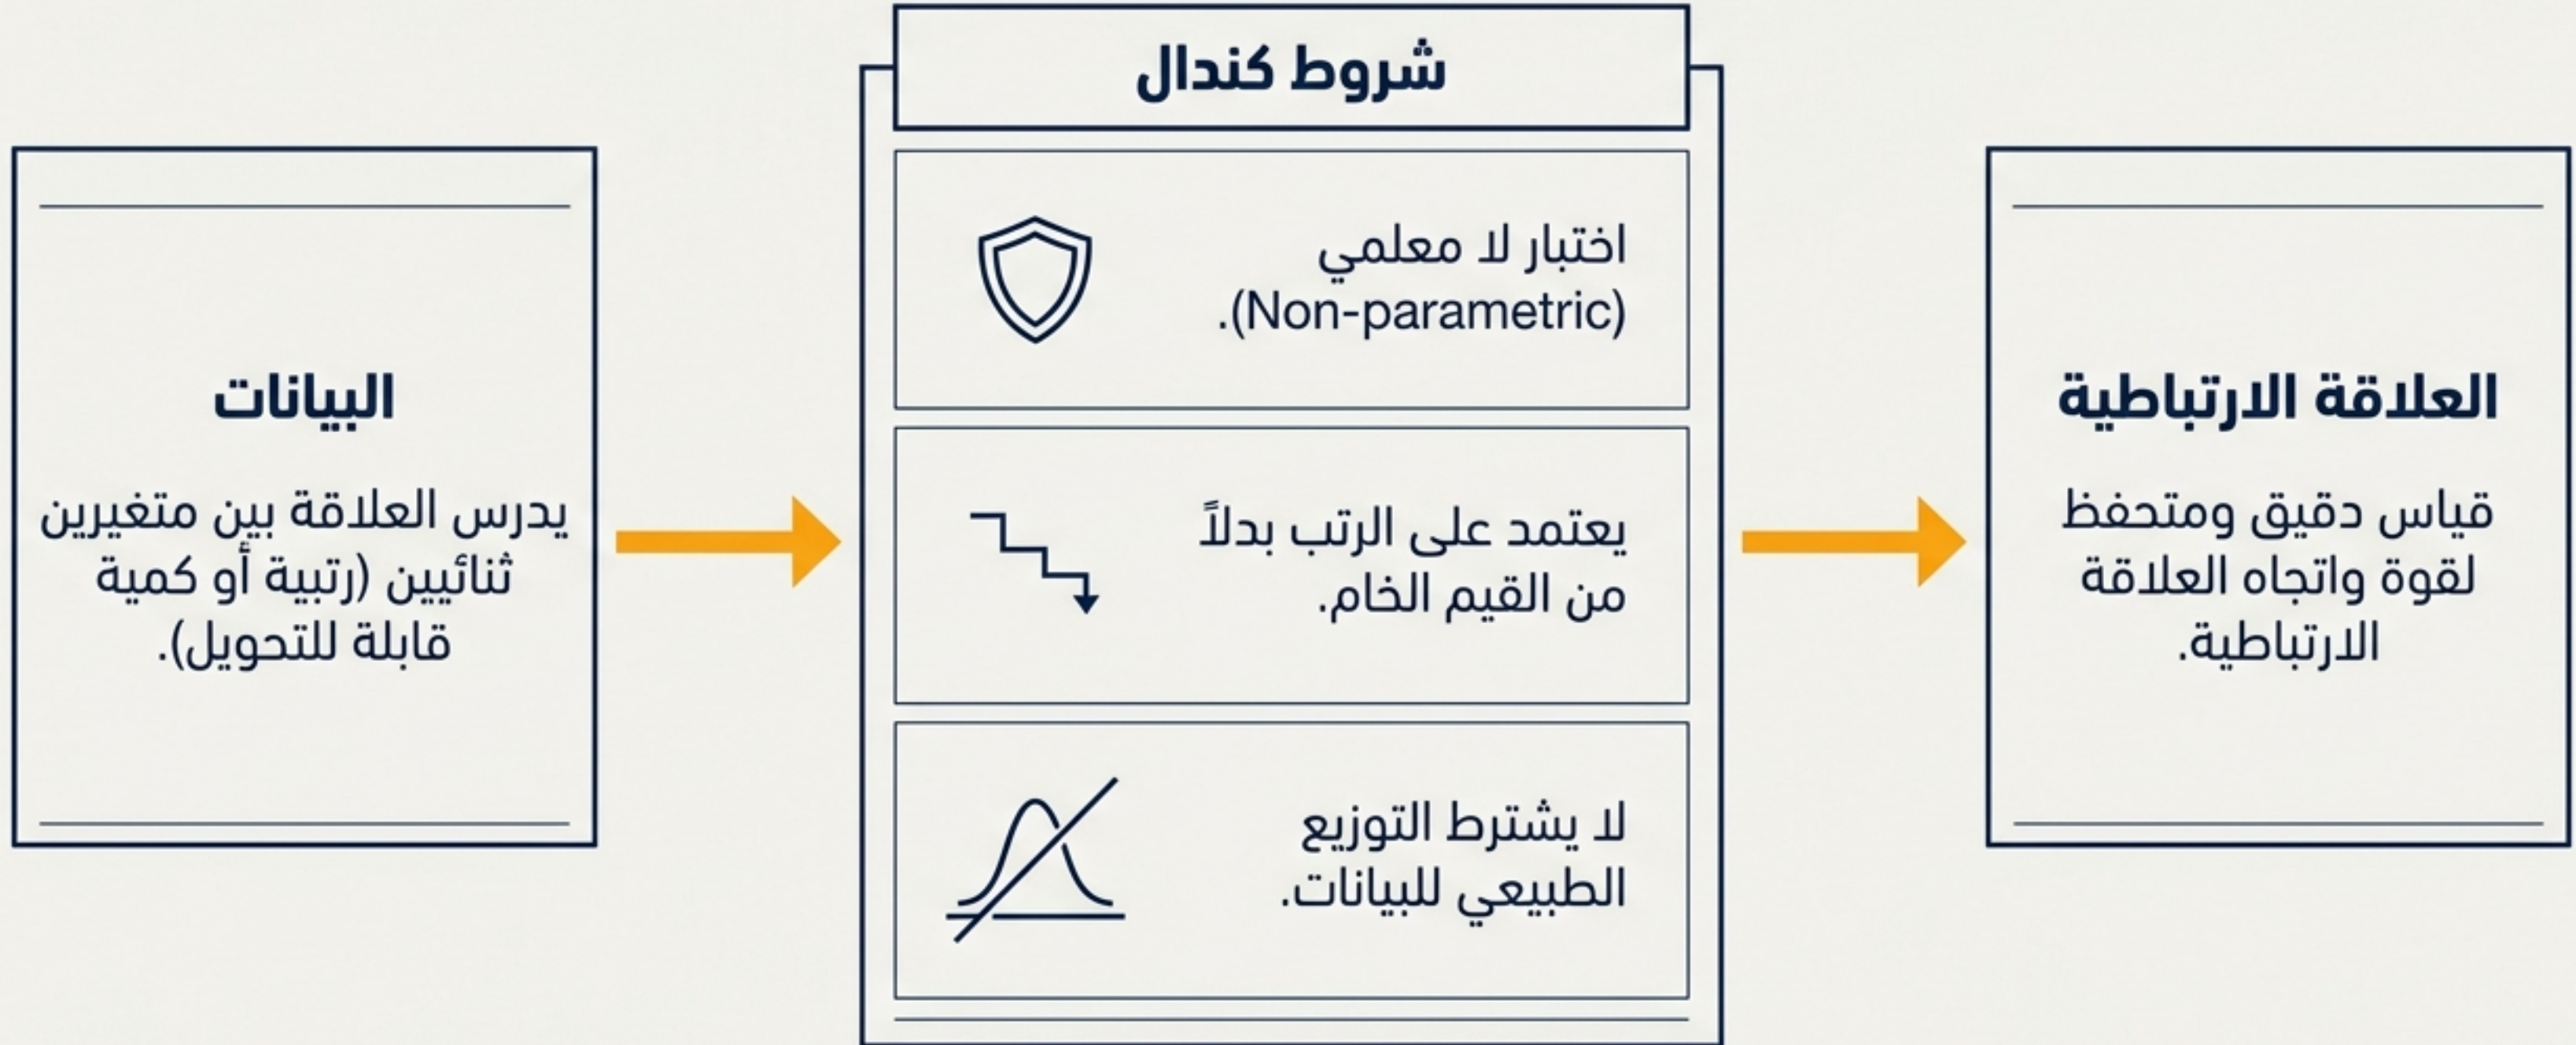 البيانات
يدرس العلاقة بين متغيرين
ثنائيين (رتبية أو كمية
قابلة للتحويل).
شروط كندال
اختبار لا معلمي
(Non-parametric).
يعتمد على الرتب بدلاً
من القيم الخام.
لا يشترط التوزيع
الطبيعي للبيانات.
العلاقة الارتباطية
قياس دقيق ومتحفظ
لقوة واتجاه العلاقة
الارتباطية.